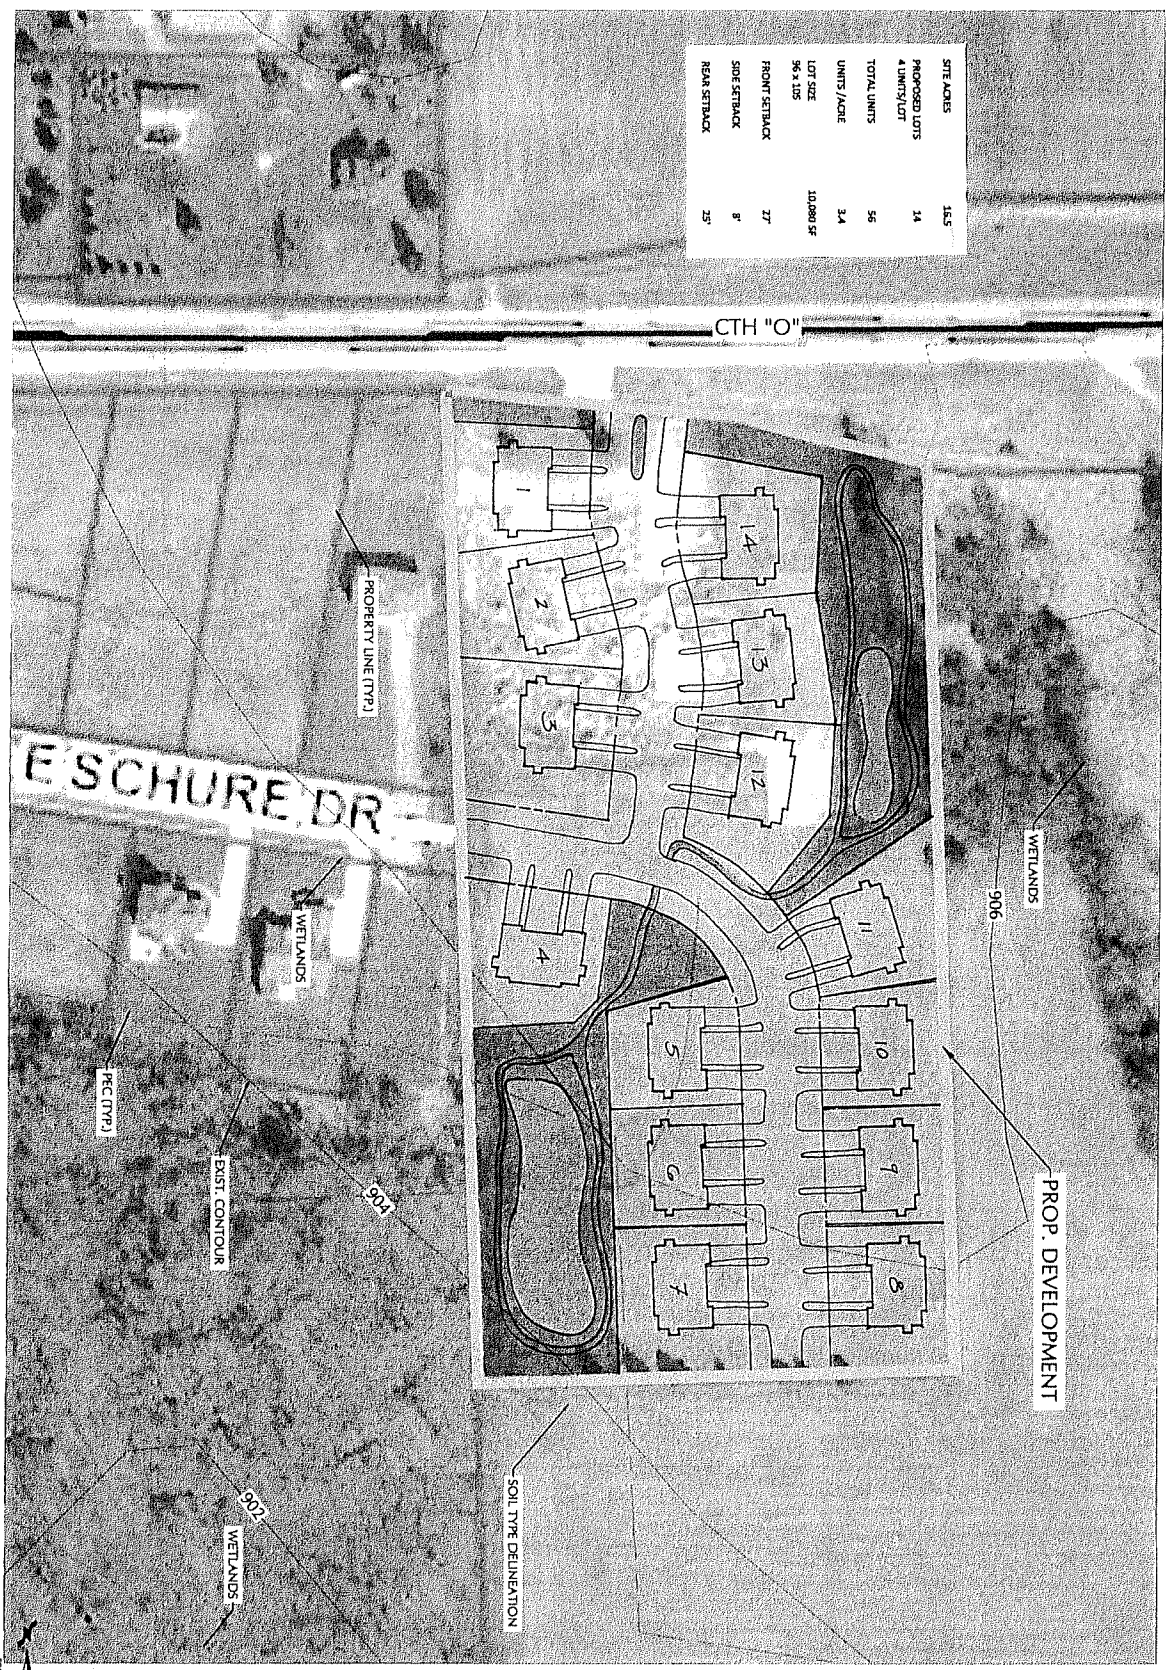 SITE ACRES 16.5
PROPOSED LOTS 14
4 UNITS/LOT
TOTAL UNITS 56
UNITS /ACRE 3.4
LOT SIZE 10,080 SF
96 x 105
FRONT SETBACK 27'
SIDE SETBACK 8'
REAR SETBACK 25'
CTH "O"
1
2
3
4
5
6
7
8
9
10
11
12
13
14
PROPERTY LINE (TYP.)
E SCHURE DR
WETLANDS
906
WETLANDS
PEC (TYP.)
EXIST. CONTOUR
904
PROP. DEVELOPMENT
SOIL TYPE DELINEATION
902
WETLANDS